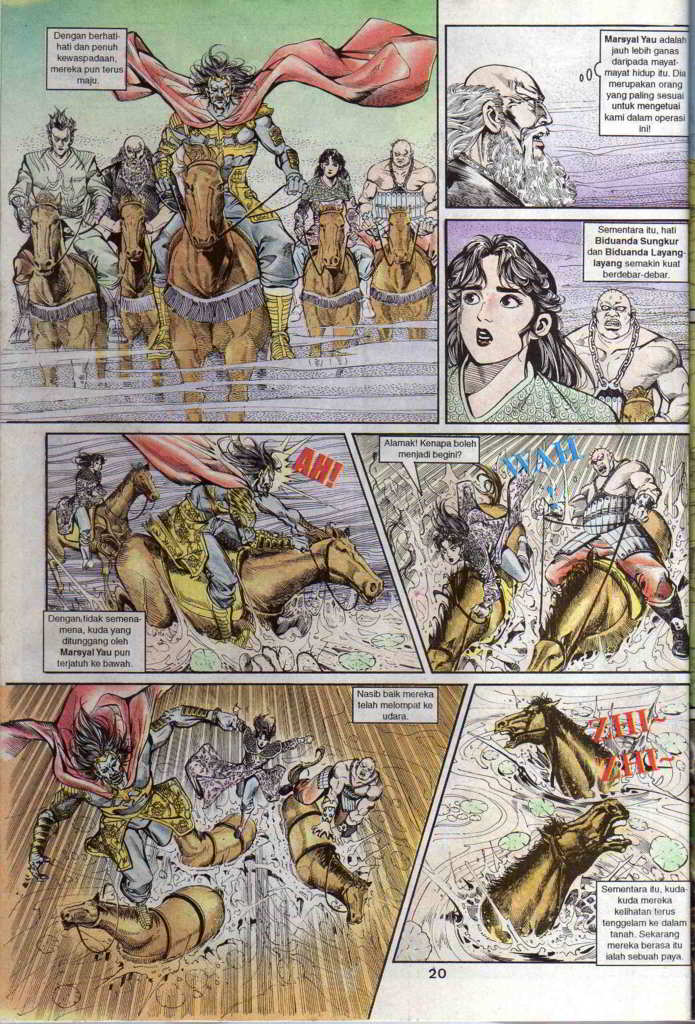 Dengan berhati-
hati dan penuh
kewaspadaan,
mereka pun terus
maju.
Marsyal Yau adalah
jauh lebih ganas
daripada mayat-
mayat hidup itu. Dia
merupakan orang
yang paling sesuai
untuk mengetuai
kami dalam operasi
ini!
Sementara itu, hati
Biduanda Sungkur
dan Biduanda Layang-
layang semakin kuat
berdebar-debar.
AH!
Dengan tidak semena-
mena, kuda yang
ditunggang oleh
Marsyal Yau pun
terjatuh ke bawah.
Alamak! Kenapa boleh
menjadi begini?
WAH
!
Nasib baik mereka
telah melompat ke
udara.
ZHI~
ZHI~
Sementara itu, kuda-
kuda mereka
kelihatan terus
tenggelam ke dalam
tanah. Sekarang
mereka berasa itu
ialah sebuah paya.
20